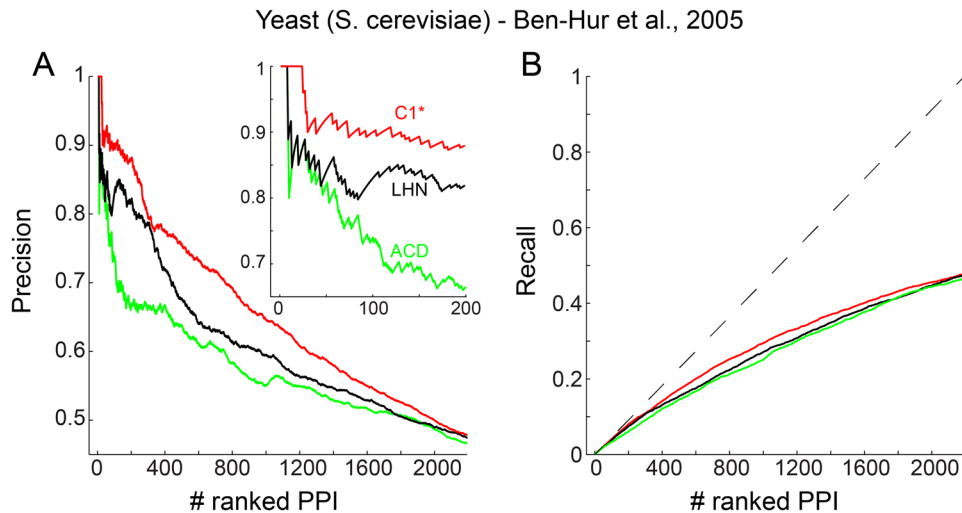 Yeast (S. cerevisiae) - Ben-Hur et al., 2005
A
B
Precision
1
0.9
0.8
0.7
0.6
0.5
0 400 800 1200 1600 2000
# ranked PPI
1
0.9
0.8
0.7
0 100 200
C1*
LHN
ACD
Recall
1
0.8
0.6
0.4
0.2
0
0 400 800 1200 1600 2000
# ranked PPI